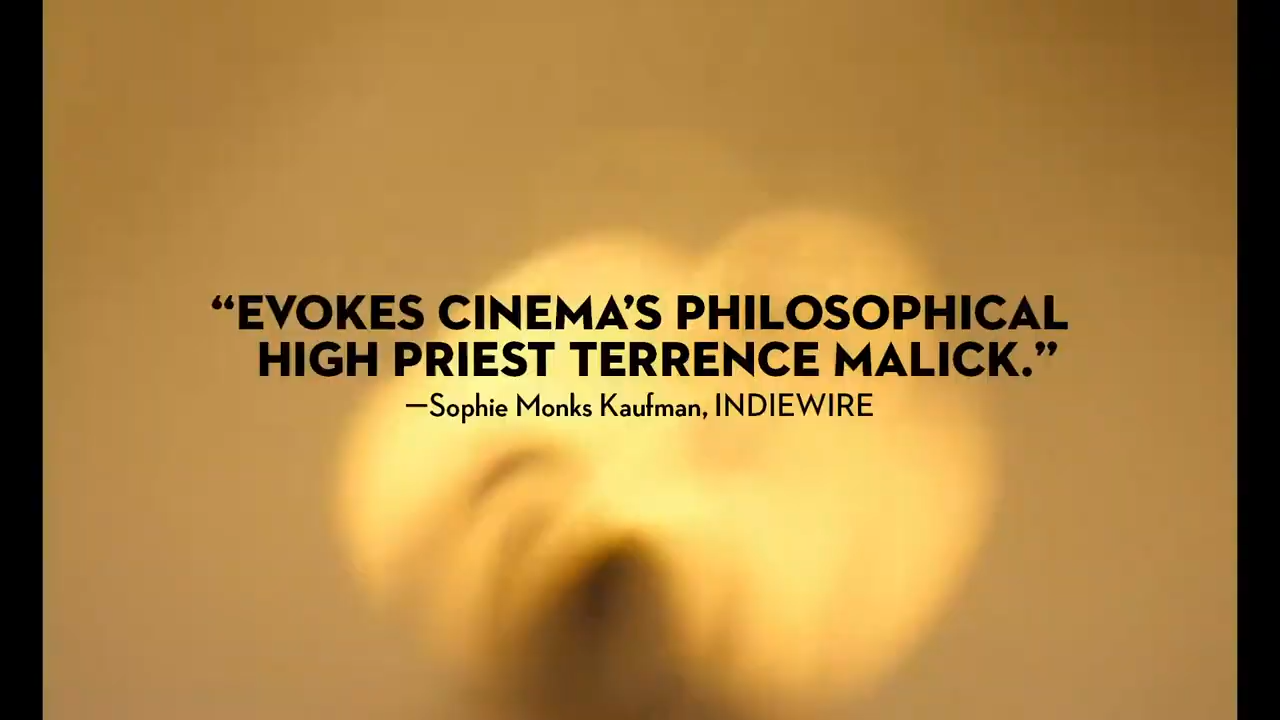 “EVOKES CINEMA’S PHILOSOPHICAL
HIGH PRIEST TERRENCE MALICK.”
—Sophie Monks Kaufman, INDIEWIRE